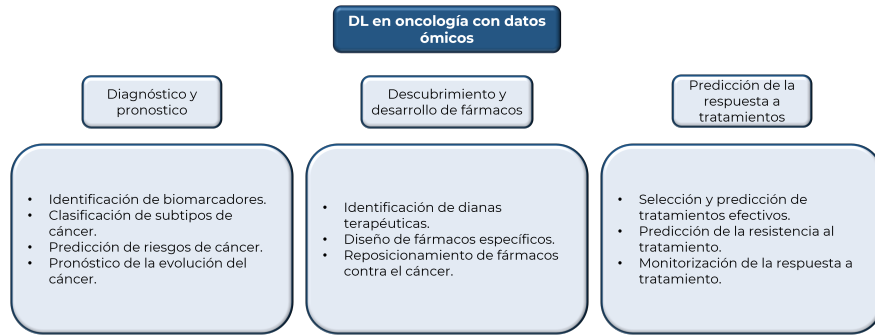 DL en oncología con datos
ómicos
Diagnóstico y
pronostico
Descubrimiento y
desarrollo de fármacos
Predicción de la
respuesta a
tratamientos
• Identificación de biomarcadores.
• Clasificación de subtipos de
cáncer.
• Predicción de riesgos de cáncer.
• Pronóstico de la evolución del
cáncer.
• Identificación de dianas
terapéuticas.
• Diseño de fármacos específicos.
• Reposicionamiento de fármacos
contra el cáncer.
• Selección y predicción de
tratamientos efectivos.
• Predicción de la resistencia al
tratamiento.
• Monitorización de la respuesta a
tratamiento.